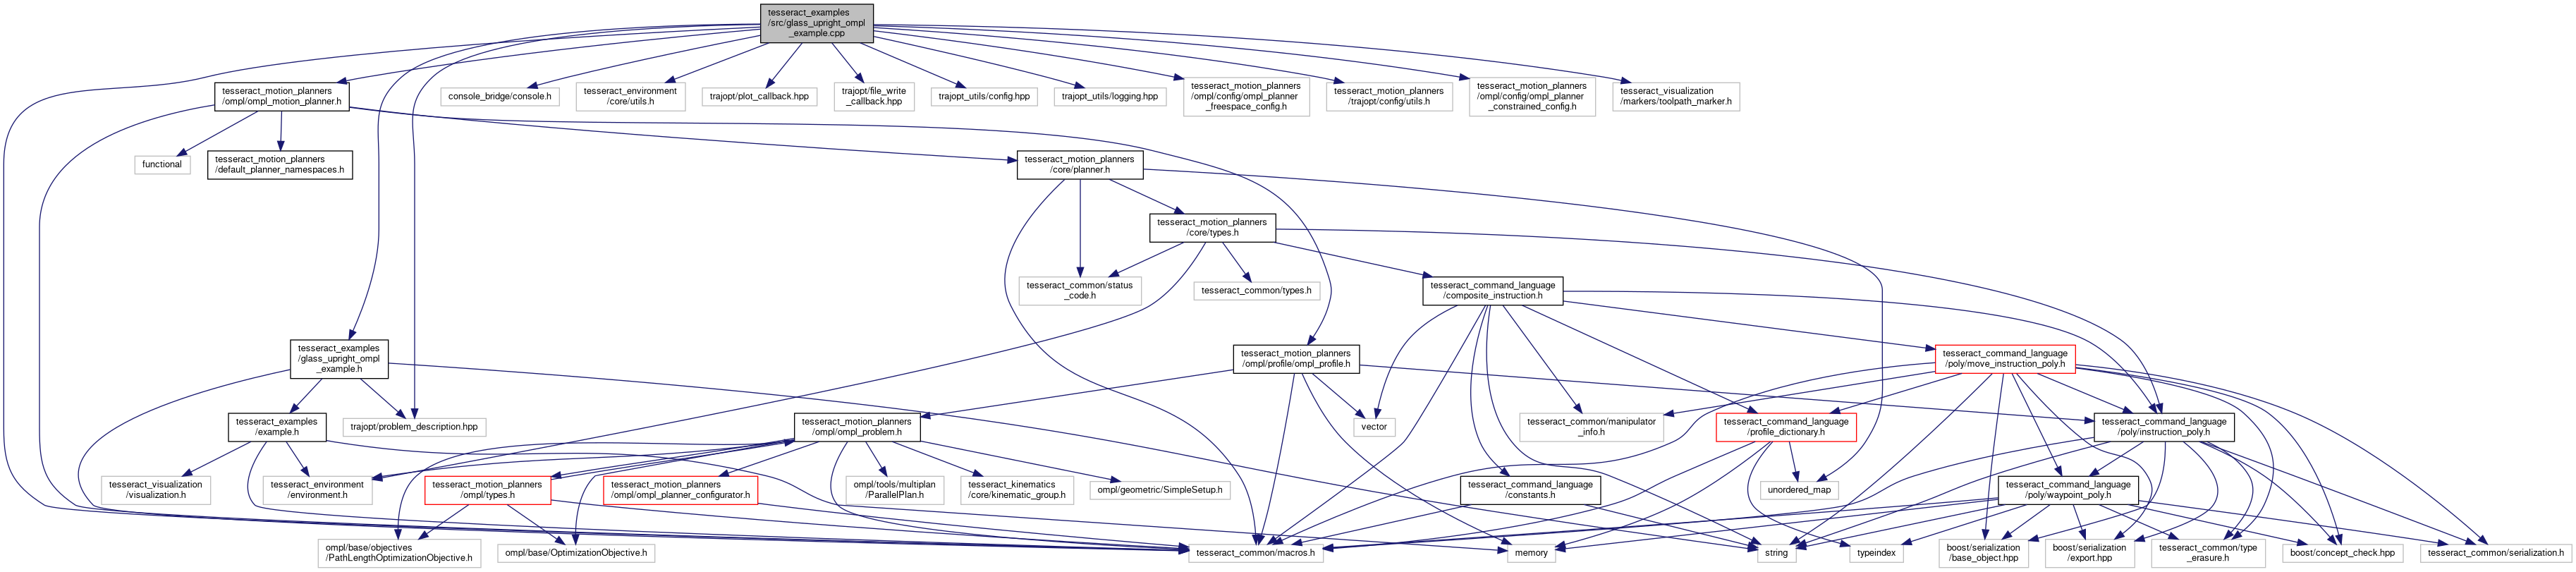 tesseract_examples
/src/glass_upright_ompl
_example.cpp
tesseract_motion_planners
/ompl/ompl_motion_planner.h
console_bridge/console.h
tesseract_environment
/core/utils.h
trajopt/plot_callback.hpp
trajopt/file_write
_callback.hpp
trajopt_utils/config.hpp
trajopt_utils/logging.hpp
tesseract_motion_planners
/ompl/config/ompl_planner
_freespace_config.h
tesseract_motion_planners
/trajopt/config/utils.h
tesseract_motion_planners
/ompl/config/ompl_planner
_constrained_config.h
tesseract_visualization
/markers/toolpath_marker.h
functional
tesseract_motion_planners
/default_planner_namespaces.h
tesseract_motion_planners
/core/planner.h
tesseract_motion_planners
/core/types.h
tesseract_common/status
_code.h
tesseract_common/types.h
tesseract_command_language
/composite_instruction.h
tesseract_examples
/glass_upright_ompl
_example.h
tesseract_motion_planners
/ompl/profile/ompl_profile.h
tesseract_command_language
/poly/move_instruction_poly.h
tesseract_examples
/example.h
trajopt/problem_description.hpp
tesseract_motion_planners
/ompl/ompl_problem.h
vector
tesseract_common/manipulator
_info.h
tesseract_command_language
/profile_dictionary.h
tesseract_command_language
/poly/instruction_poly.h
tesseract_visualization
/visualization.h
tesseract_environment
/environment.h
tesseract_motion_planners
/ompl/types.h
tesseract_motion_planners
/ompl/ompl_planner_configurator.h
ompl/tools/multiplan
/ParallelPlan.h
tesseract_kinematics
/core/kinematic_group.h
ompl/geometric/SimpleSetup.h
tesseract_command_language
/constants.h
unordered_map
tesseract_command_language
/poly/waypoint_poly.h
ompl/base/objectives
/PathLengthOptimizationObjective.h
ompl/base/OptimizationObjective.h
tesseract_common/macros.h
memory
string
typeindex
boost/serialization
/base_object.hpp
boost/serialization
/export.hpp
tesseract_common/type
_erasure.h
boost/concept_check.hpp
tesseract_common/serialization.h